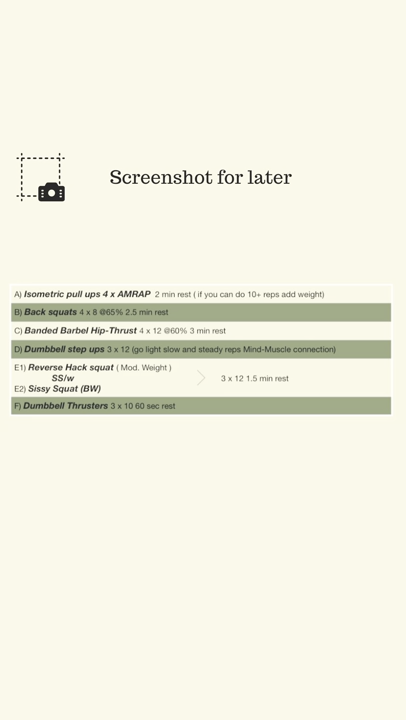 Screenshot for later
A) Isometric pull ups 4 x AMRAP 2 min rest ( if you can do 10+ reps add weight)
B) Back squats 4 x 8 @65% 2.5 min rest
C) Banded Barbel Hip-Thrust 4 x 12 @60% 3 min rest
D) Dumbbell step ups 3 x 12 (go light slow and steady reps Mind-Muscle connection)
E1) Reverse Hack squat ( Mod. Weight )
SS/w
E2) Sissy Squat (BW)
3 x 12 1.5 min rest
F) Dumbbell Thrusters 3 x 10 60 sec rest